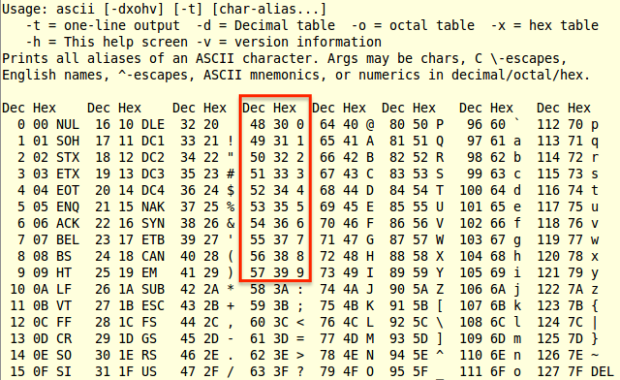 Usage: ascii [-dxohv] [-t] [char-alias...]
   -t = one-line output  -d = Decimal table  -o = octal table  -x = hex table
   -h = This help screen -v = version information
Prints all aliases of an ASCII character. Args may be chars, C \-escapes,
English names, ^-escapes, ASCII mnemonics, or numerics in decimal/octal/hex.

Dec Hex    Dec Hex    Dec Hex  Dec Hex  Dec Hex  Dec Hex   Dec Hex   Dec Hex
  0 00 NUL  16 10 DLE  32 20    48 30 0  64 40 @  80 50 P   96 60 `  112 70 p
  1 01 SOH  17 11 DC1  33 21 !  49 31 1  65 41 A  81 51 Q   97 61 a  113 71 q
  2 02 STX  18 12 DC2  34 22 "  50 32 2  66 42 B  82 52 R   98 62 b  114 72 r
  3 03 ETX  19 13 DC3  35 23 #  51 33 3  67 43 C  83 53 S   99 63 c  115 73 s
  4 04 EOT  20 14 DC4  36 24 $  52 34 4  68 44 D  84 54 T  100 64 d  116 74 t
  5 05 ENQ  21 15 NAK  37 25 %  53 35 5  69 45 E  85 55 U  101 65 e  117 75 u
  6 06 ACK  22 16 SYN  38 26 &  54 36 6  70 46 F  86 56 V  102 66 f  118 76 v
  7 07 BEL  23 17 ETB  39 27 '  55 37 7  71 47 G  87 57 W  103 67 g  119 77 w
  8 08 BS   24 18 CAN  40 28 (  56 38 8  72 48 H  88 58 X  104 68 h  120 78 x
  9 09 HT   25 19 EM   41 29 )  57 39 9  73 49 I  89 59 Y  105 69 i  121 79 y
 10 0A LF   26 1A SUB  42 2A *  58 3A :  74 4A J  90 5A Z  106 6A j  122 7A z
 11 0B VT   27 1B ESC  43 2B +  59 3B ;  75 4B K  91 5B [  107 6B k  123 7B {
 12 0C FF   28 1C FS   44 2C ,  60 3C <  76 4C L  92 5C \  108 6C l  124 7C |
 13 0D CR   29 1D GS   45 2D -  61 3D =  77 4D M  93 5D ]  109 6D m  125 7D }
 14 0E SO   30 1E RS   46 2E .  62 3E >  78 4E N  94 5E ^  110 6E n  126 7E ~
 15 0F SI   31 1F US   47 2F /  63 3F ?  79 4F O  95 5F _  111 6F o  127 7F DEL